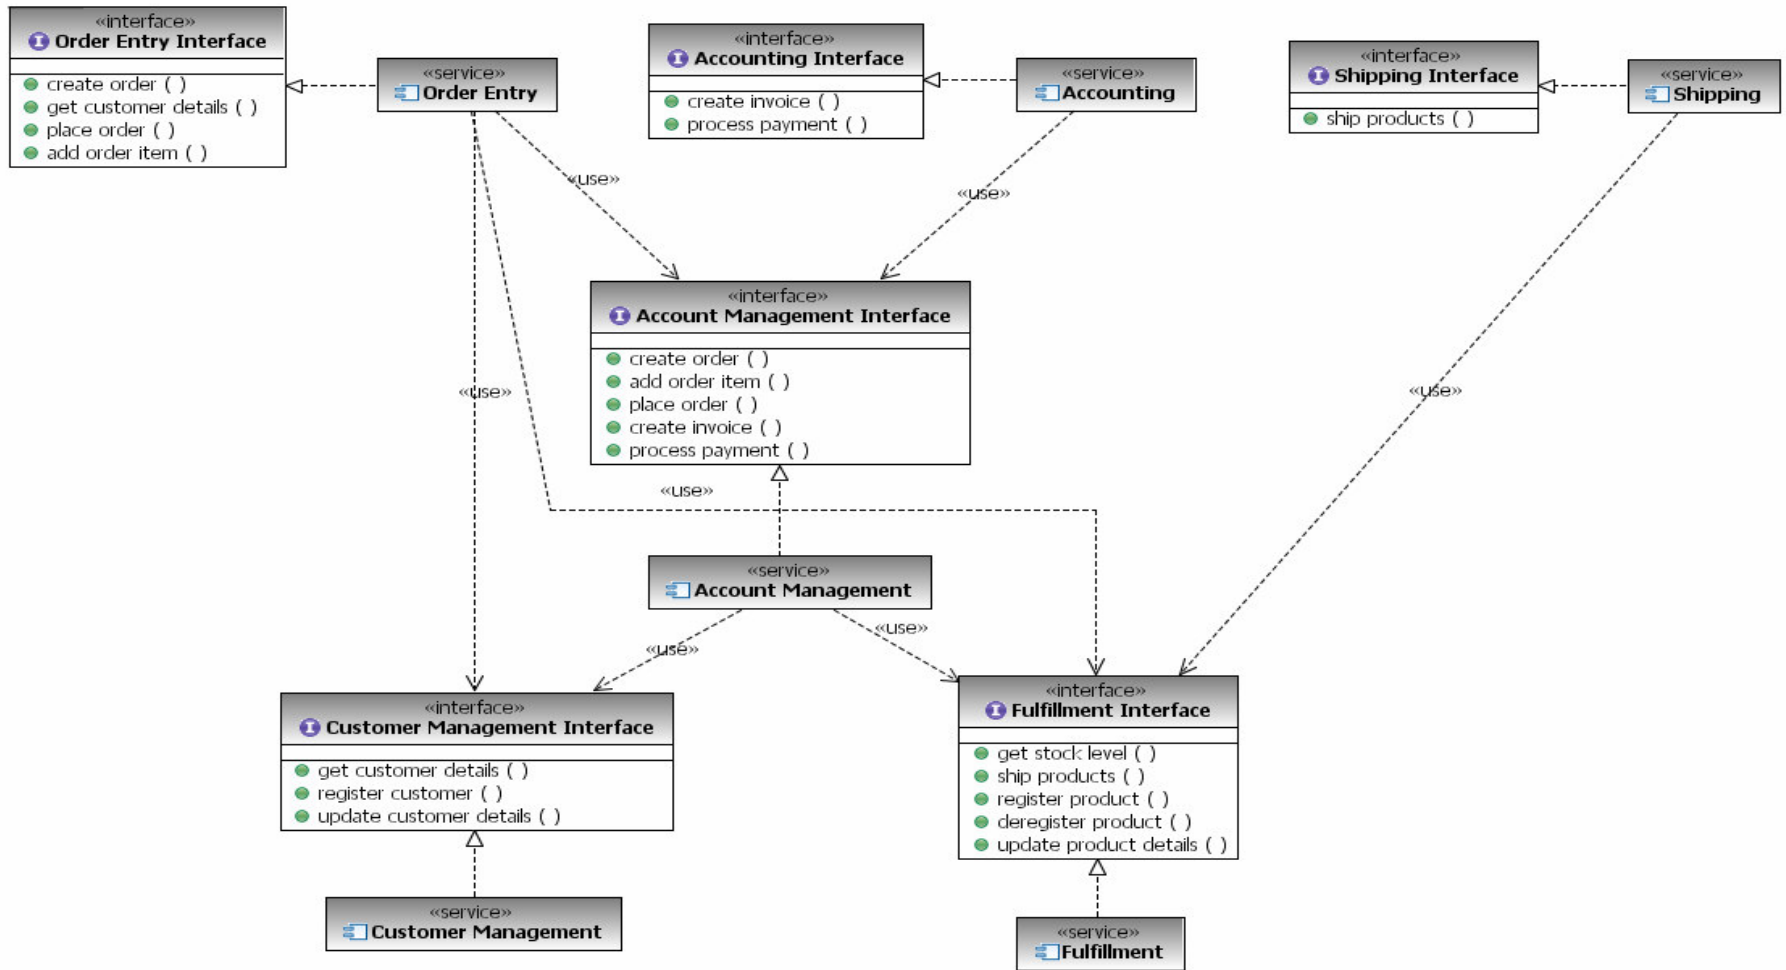 «interface»
Order Entry Interface
create order ( )
get customer details ( )
place order ( )
add order item ( )
«service»
Order Entry
«interface»
Accounting Interface
create invoice ( )
process payment ( )
«service»
Accounting
«interface»
Shipping Interface
ship products ( )
«service»
Shipping
«use»
«use»
«interface»
Account Management Interface
create order ( )
add order item ( )
place order ( )
create invoice ( )
process payment ( )
«use»
«use»
«use»
«service»
Account Management
«use»
«use»
«interface»
Customer Management Interface
get customer details ( )
register customer ( )
update customer details ( )
«interface»
Fulfillment Interface
get stock level ( )
ship products ( )
register product ( )
deregister product ( )
update product details ( )
«service»
Customer Management
«service»
Fulfillment